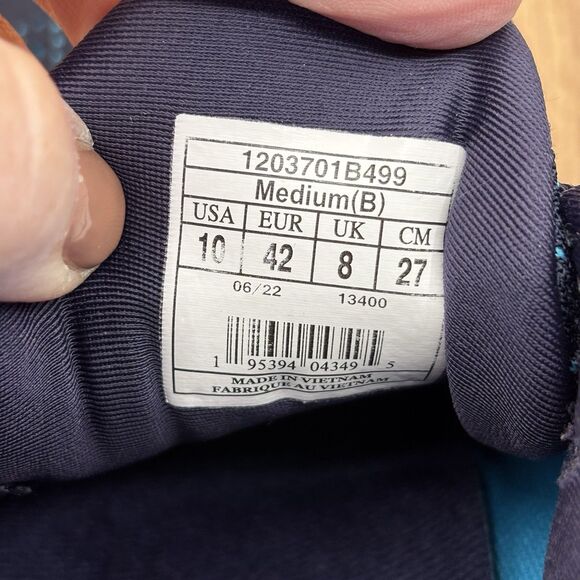 1203701B499
Medium(B)
USA EUR UK CM
10 42 8 27
06/22 13400
1 95394 04349 5
MADE IN VIETNAM
FABRIQUE AU VIETNAM